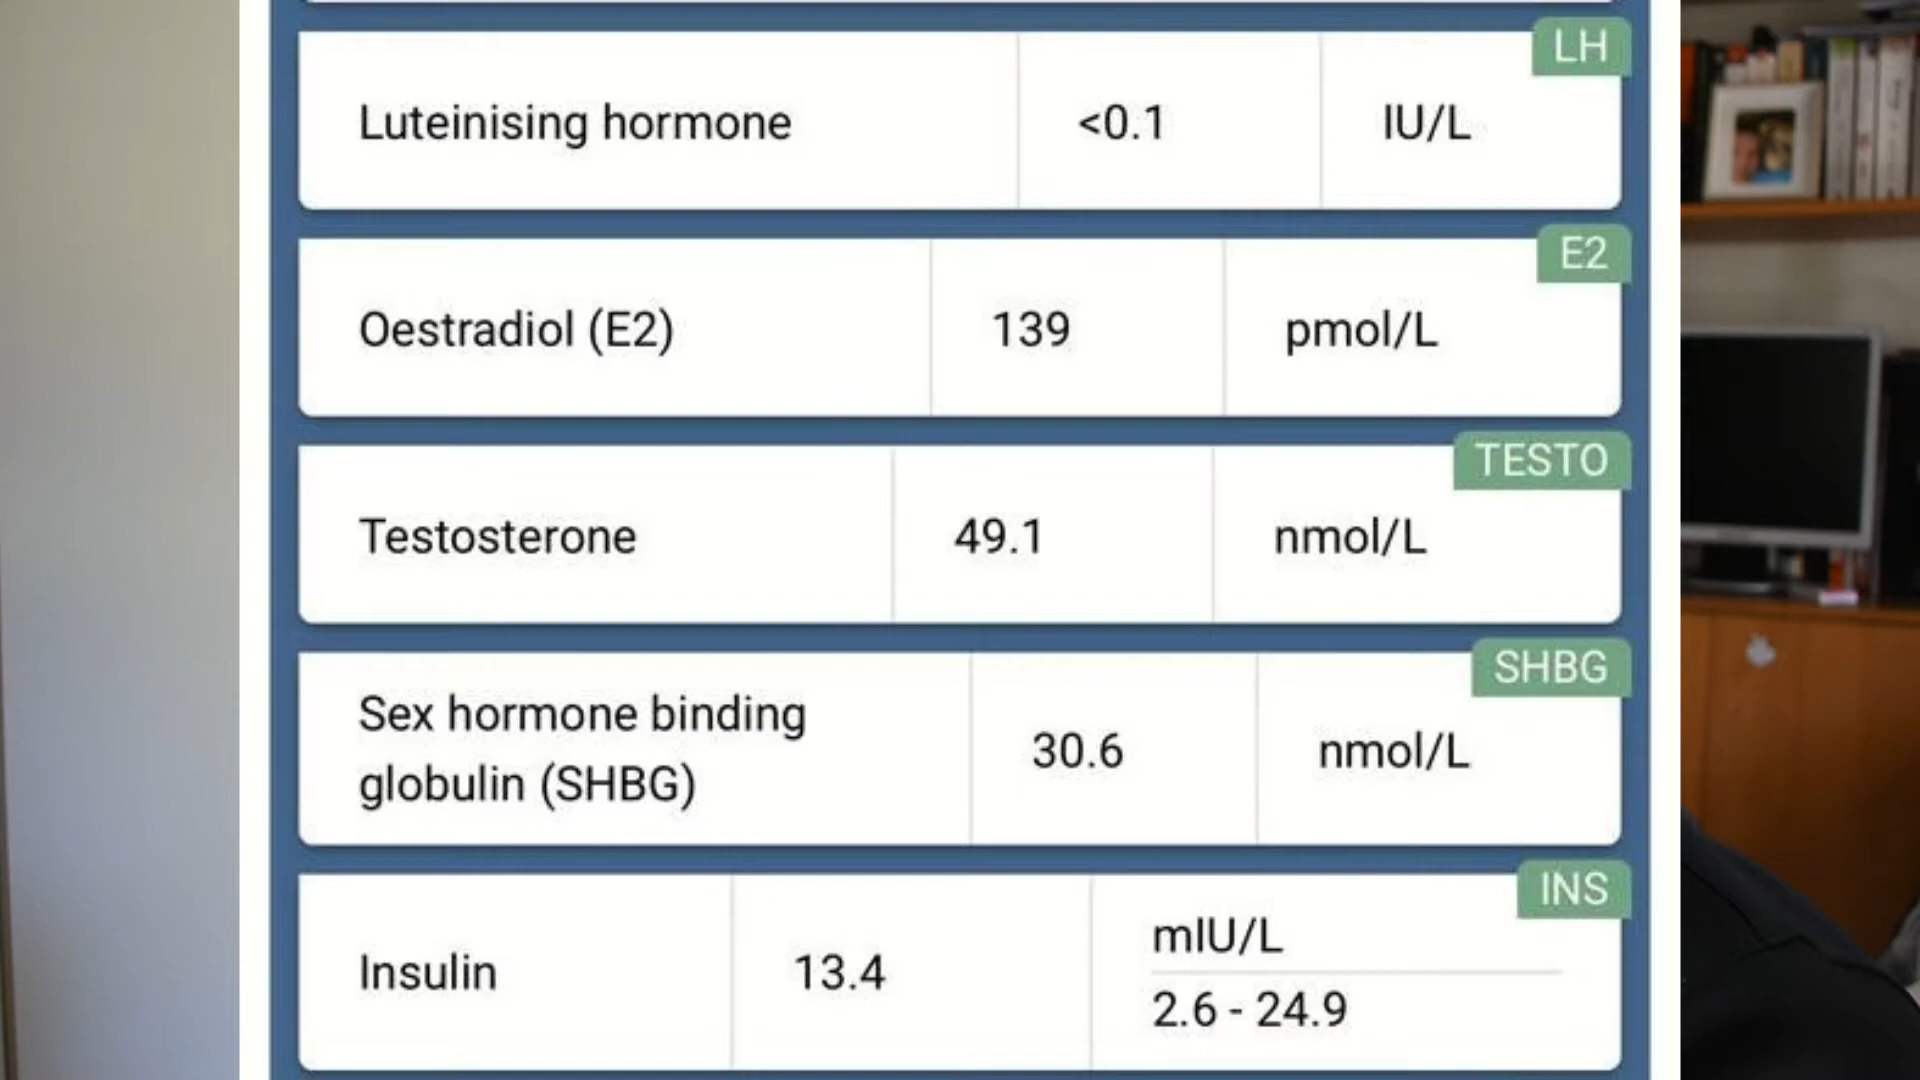 LH
Luteinising hormone <0.1 IU/L
E2
Oestradiol (E2) 139 pmol/L
TESTO
Testosterone 49.1 nmol/L
SHBG
Sex hormone binding
globulin (SHBG) 30.6 nmol/L
INS
Insulin 13.4 mIU/L
2.6 - 24.9